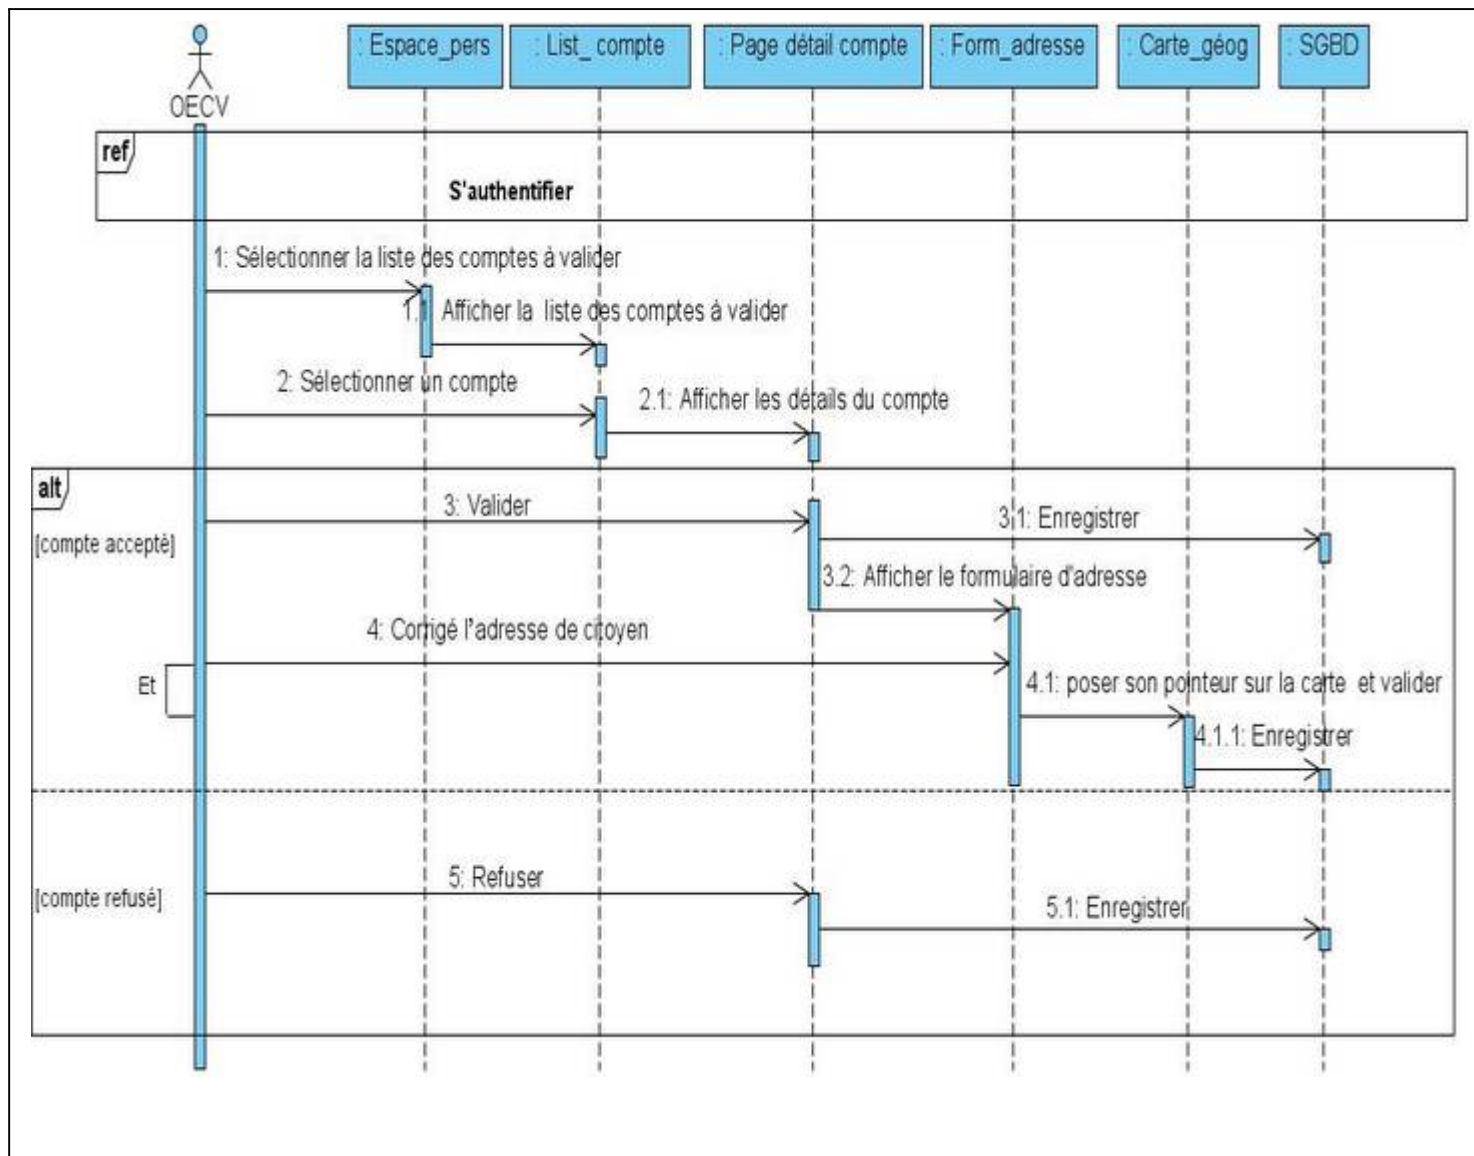 : Espace_pers
: List_ compte
: Page détail compte
: Form_adresse
: Carte_géog
: SGBD
OECV
ref
S'authentifier
1: Sélectionner la liste des comptes à valider
1.1 Afficher la liste des comptes à valider
2: Sélectionner un compte
2.1: Afficher les détails du compte
alt
3: Valider
3.1: Enregistrer
[compte accepté]
3.2: Afficher le formulaire d'adresse
4: Corrigé l'adresse de citoyen
Et
4.1: poser son pointeur sur la carte et valider
4.1.1: Enregistrer
5: Refuser
[compte refusé]
5.1: Enregistrer